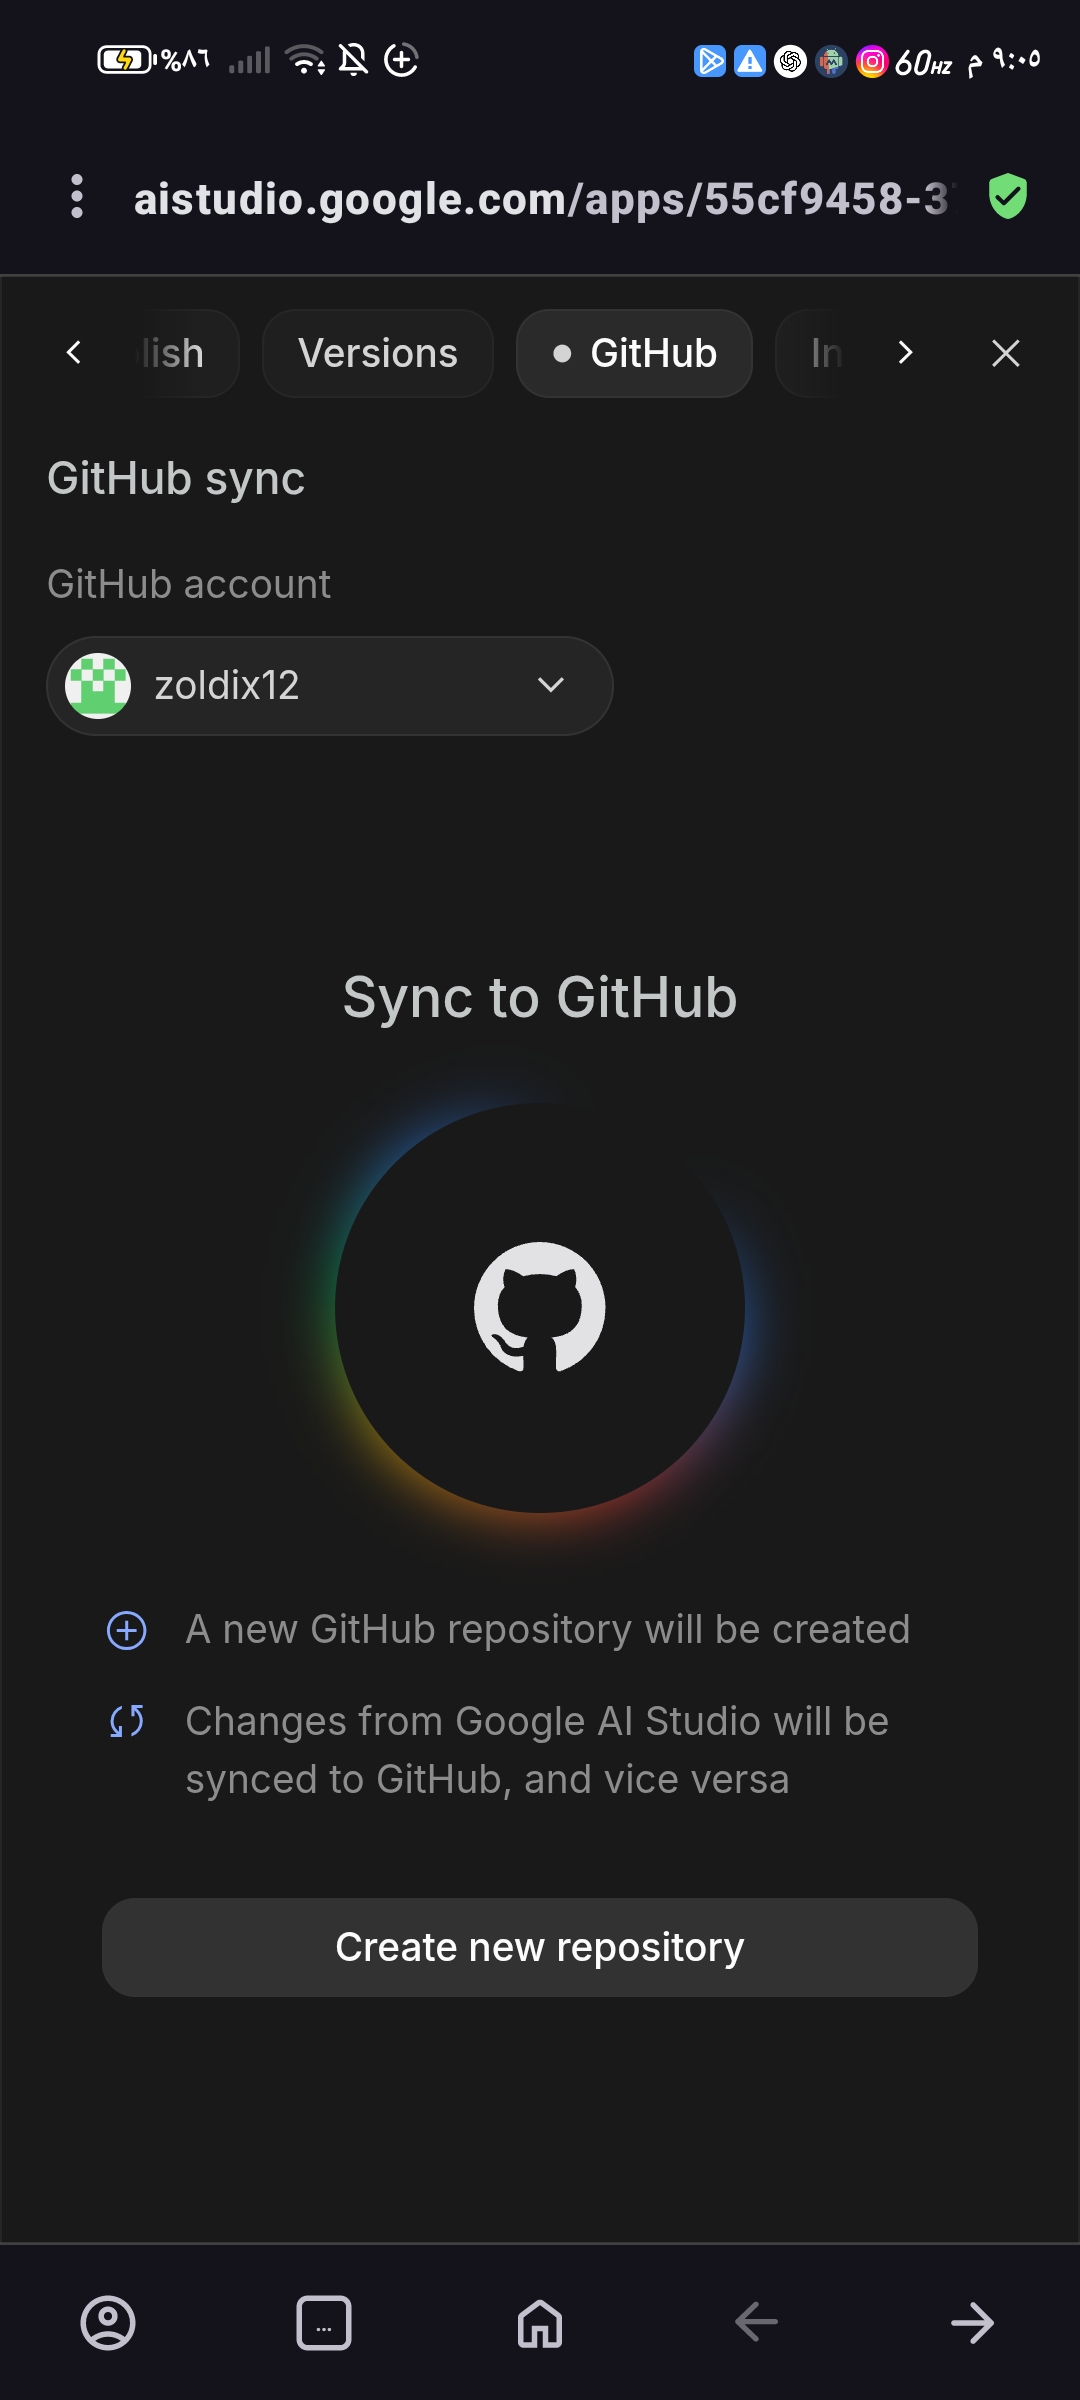 %٨٦
60HZ
٩:٠٥ م
aistudio.google.com/apps/55cf9458-3
lish
Versions
GitHub
In
GitHub sync
GitHub account
zoldix12
Sync to GitHub
A new GitHub repository will be created
Changes from Google AI Studio will be
synced to GitHub, and vice versa
Create new repository
...